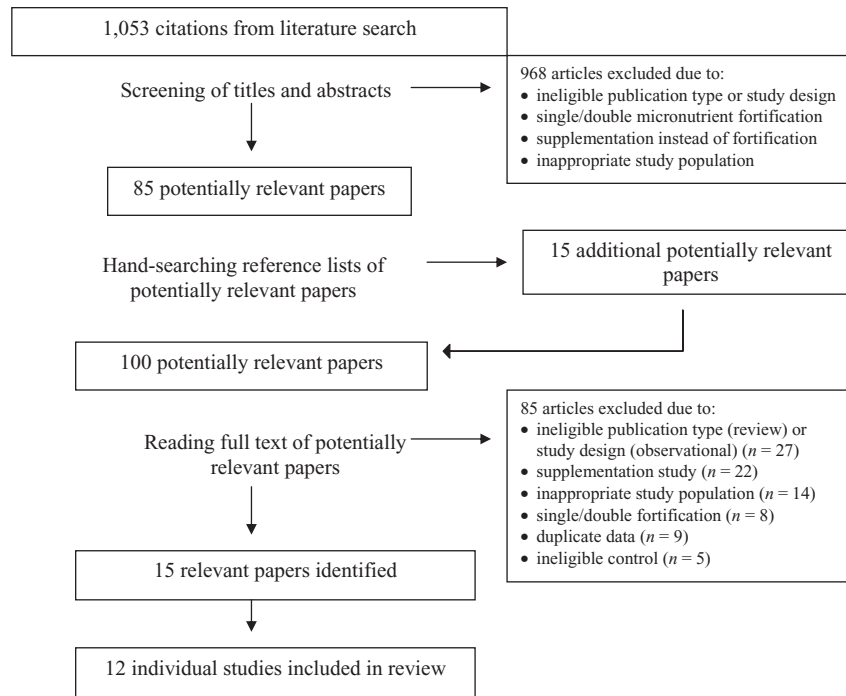 1,053 citations from literature search
Screening of titles and abstracts
968 articles excluded due to:
• ineligible publication type or study design
• single/double micronutrient fortification
• supplementation instead of fortification
• inappropriate study population
85 potentially relevant papers
Hand-searching reference lists of
potentially relevant papers
15 additional potentially relevant
papers
100 potentially relevant papers
Reading full text of potentially
relevant papers
85 articles excluded due to:
• ineligible publication type (review) or
study design (observational) (n = 27)
• supplementation study (n = 22)
• inappropriate study population (n = 14)
• single/double fortification (n = 8)
• duplicate data (n = 9)
• ineligible control (n = 5)
15 relevant papers identified
12 individual studies included in review